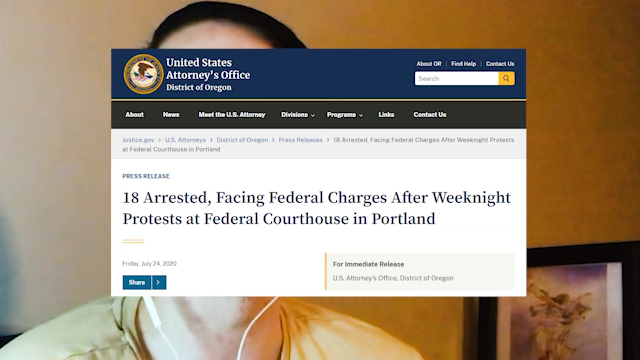 United States
Attorney's Office
District of Oregon
About OR | Find Help | Contact Us
Search
About News Meet the U.S. Attorney Divisions Programs Links Contact Us
Justice.gov > U.S. Attorneys > District of Oregon > Press Releases > 18 Arrested, Facing Federal Charges After Weeknight Protests
at Federal Courthouse in Portland
PRESS RELEASE
18 Arrested, Facing Federal Charges After Weeknight
Protests at Federal Courthouse in Portland
Friday, July 24, 2020
For Immediate Release
U.S. Attorney's Office, District of Oregon
Share >